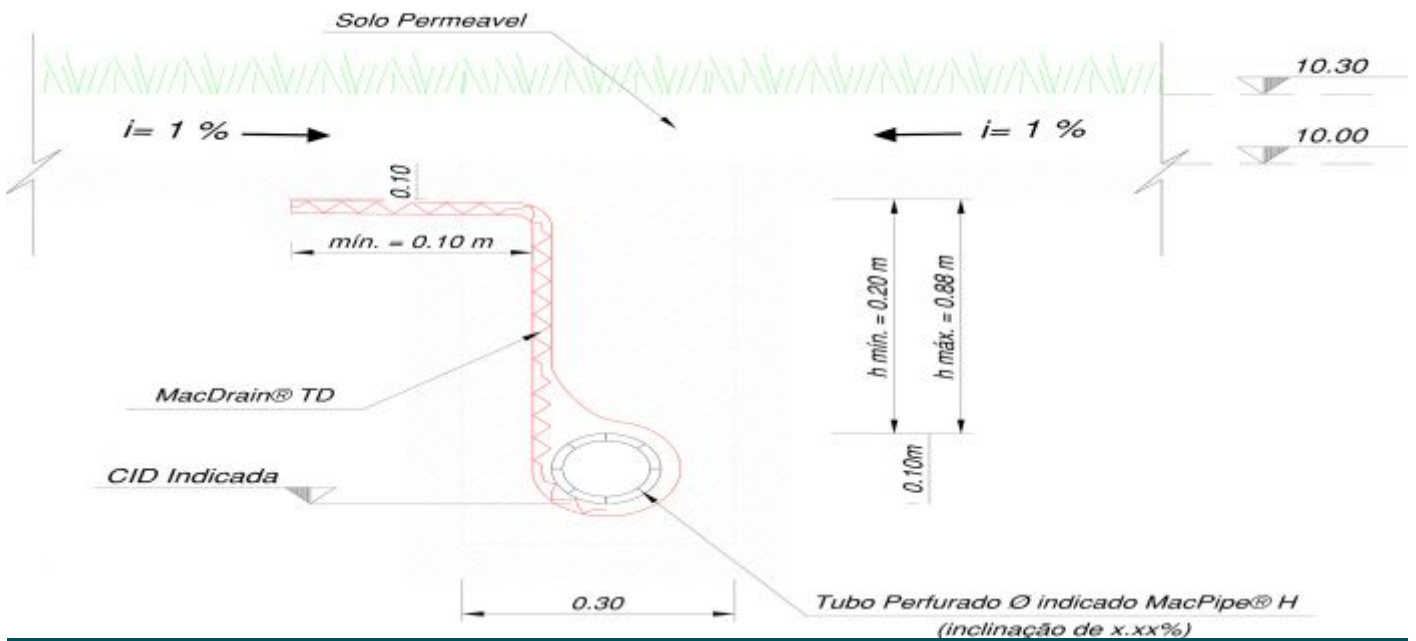 Solo Permeavel
10.30
i= 1 %
i= 1 %
10.00
0.10
mín. = 0.10 m
h mín. = 0.20 m
h máx. = 0.88 m
MacDrain® TD
CID Indicada
0.10m
0.30
Tubo Perfurado Ø indicado MacPipe® H
(inclinação de x.xx%)